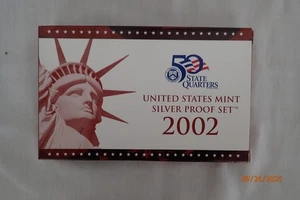 50
STATE
QUARTERS
UNITED STATES MINT
SILVER PROOF SET™
2002